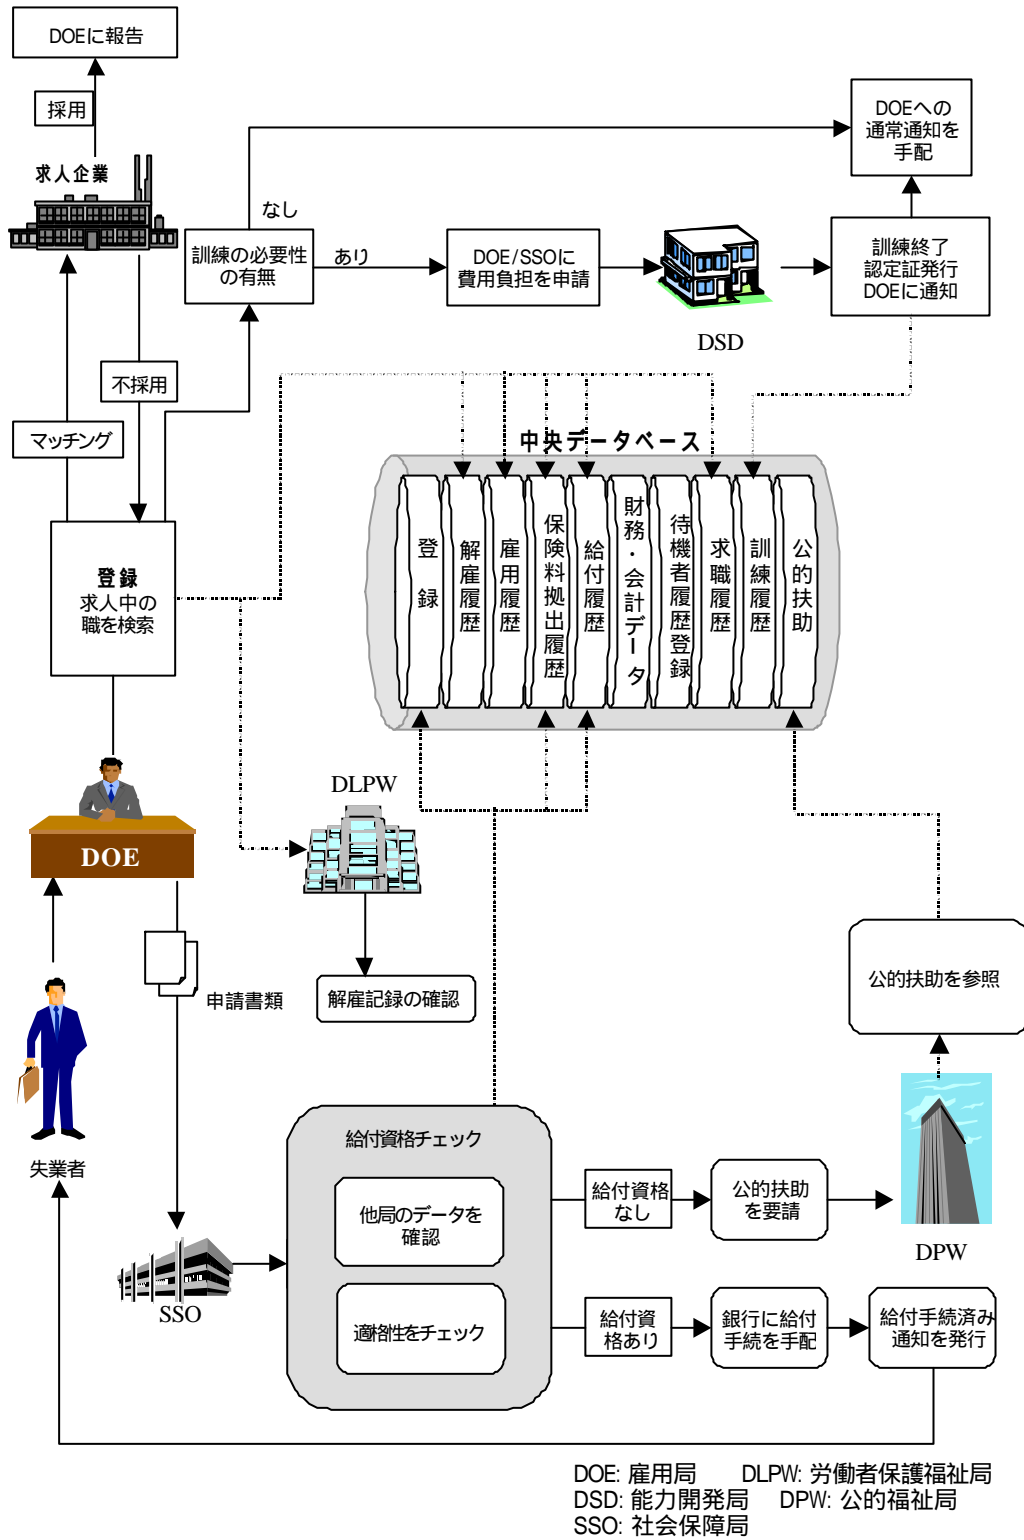 DOEに報告
採用
求人企業
DOEへの
通常通知を
手配
なし
訓練の必要性
の有無
あり
DOE/SSOに
費用負担を申請
DSD
訓練終了
認定証発行
DOEに通知
不採用
マッチング
中央データベース
登録
解雇履歴
雇用履歴
保険料拠出履歴
給付履歴
財務・会計データ
待機者履歴登録
求職履歴
訓練履歴
公的扶助
登録
求人中の
職を検索
DLPW
DOE
解雇記録の確認
申請書類
公的扶助を参照
失業者
給付資格チェック
他局のデータを
確認
適格性をチェック
給付資格
なし
公的扶助
を要請
DPW
SSO
給付資
格あり
銀行に給付
手続を手配
給付手続済み
通知を発行
DOE: 雇用局 DLPW: 労働者保護福祉局
DSD: 能力開発局 DPW: 公的福祉局
SSO: 社会保障局